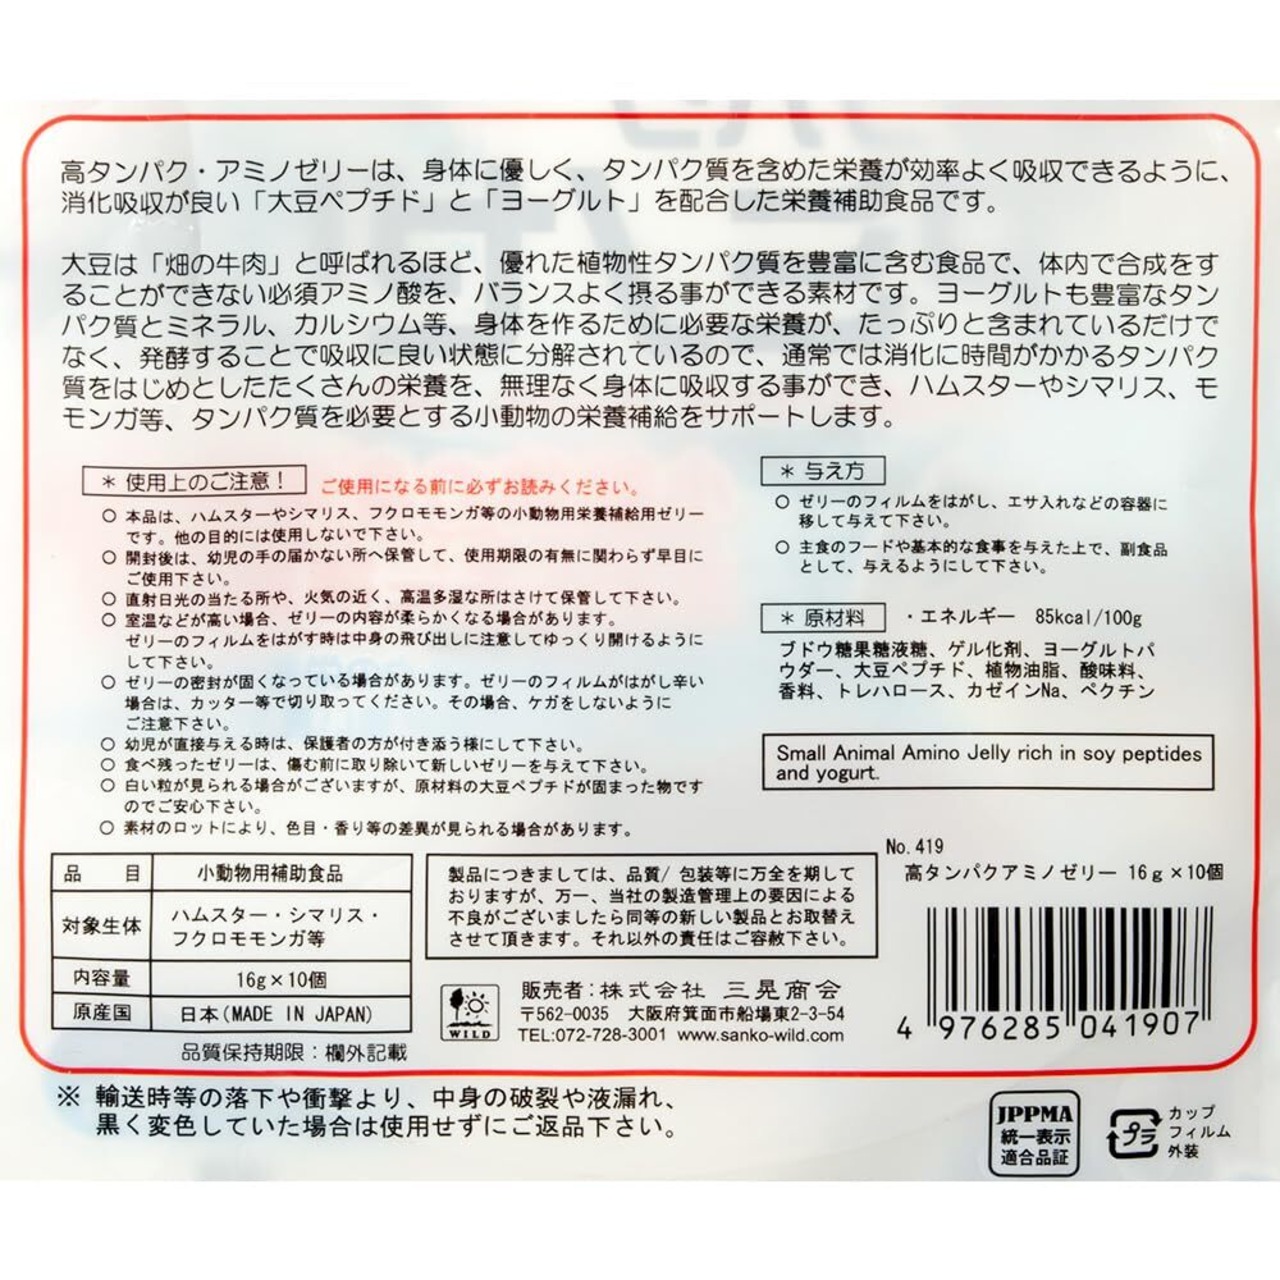 高タンパク・アミノゼリーは、身体に優しく、タンパク質を含めた栄養が効率よく吸収できるように、
消化吸収が良い「大豆ペプチド」と「ヨーグルト」を配合した栄養補助食品です。
大豆は「畑の牛肉」と呼ばれるほど、優れた植物性タンパク質を豊富に含む食品で、体内で合成をす
ることができない必須アミノ酸を、バランスよく摂る事ができる素材です。ヨーグルトも豊富なタン
パク質とミネラル、カルシウム等、身体を作るために必要な栄養が、たっぷりと含まれているだけで
なく、発酵することで吸収に良い状態に分解されているので、通常では消化に時間がかかるタンパク
質をはじめとしたたくさんの栄養を、無理なく身体に吸収する事ができ、ハムスターやシマリス、モ
モンガ等、タンパク質を必要とする小動物の栄養補給をサポートします。
＊ 使用上のご注意！ ご使用になる前に必ずお読みください。
○ 本品は、ハムスターやシマリス、フクロモモンガ等の小動物用栄養補給用ゼリー
です。他の目的には使用しないで下さい。
○ 開封後は、幼児の手の届かない所へ保管して、使用期限の有無に関わらず早目に
ご使用下さい。
○ 直射日光の当たる所や、火気の近く、高温多湿な所はさけて保管して下さい。
○ 室温などが高い場合、ゼリーの内容が柔らかくなる場合があります。
ゼリーのフィルムをはがす時は中身の飛び出しに注意してゆっくり開けるように
して下さい。
○ ゼリーの密封が固くなっている場合があります。ゼリーのフィルムがはがし辛い
場合は、カッター等で切り取ってください。その場合、ケガをしないように
ご注意下さい。
○ 幼児が直接与える時は、保護者の方が付き添う様にして下さい。
○ 食べ残ったゼリーは、傷む前に取り除いて新しいゼリーを与えて下さい。
○ 白い粒が見られる場合がございますが、原材料の大豆ペプチドが固まった物です
のでご安心下さい。
○ 素材のロットにより、色目・香り等の差異が見られる場合があります。
＊ 与え方
○ ゼリーのフィルムをはがし、エサ入れなどの容器に
移して与えて下さい。
○ 主食のフードや基本的な食事を与えた上で、副食品
として、与えるようにして下さい。
＊ 原材料 ・エネルギー 85kcal/100g
ブドウ糖果糖液糖、ゲル化剤、ヨーグルトパ
ウダー、大豆ペプチド、植物油脂、酸味料、
香料、トレハロース、カゼインNa、ペクチン
Small Animal Amino Jelly rich in soy peptides
and yogurt.
品 目 小動物用補助食品
対象生体 ハムスター・シマリス・
フクロモモンガ等
内容量 16g×10個
原産国 日本(MADE IN JAPAN)
品質保持期限：欄外記載
製品につきましては、品質/ 包装等に万全を期して
おりますが、万一、当社の製造管理上の要因による
不良がございましたら同等の新しい製品とお取替え
させて頂きます。それ以外の責任はご容赦下さい。
WILD
販売者：株式会社 三晃商会
〒562-0035 大阪府箕面市船場東2-3-54
TEL:072-728-3001 www.sanko-wild.com
No.419
高タンパクアミノゼリー 16g×10個
4 976285 041907
※ 輸送時等の落下や衝撃より、中身の破裂や液漏れ、
黒く変色していた場合は使用せずにご返品下さい。
JPPMA
統一表示
適合品証
プラ
カップ
フィルム
外装